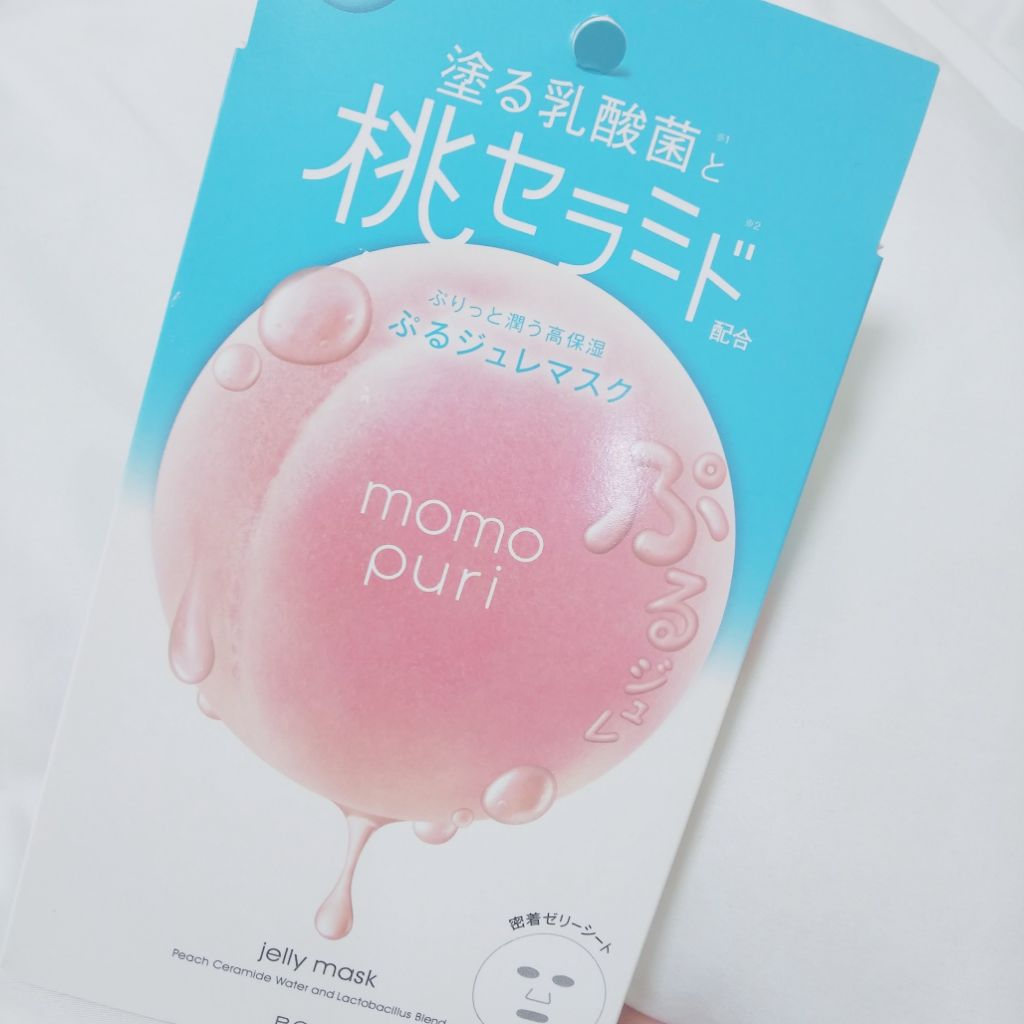 塗る乳酸菌※1と
桃セラミド※2
配合
ぷりっと潤う高保湿
ぷるジュレマスク
momo
puri
ぷるジュレ
密着ゼリーシート
jelly mask
Peach Ceramide Water and Lactobacillus Blend